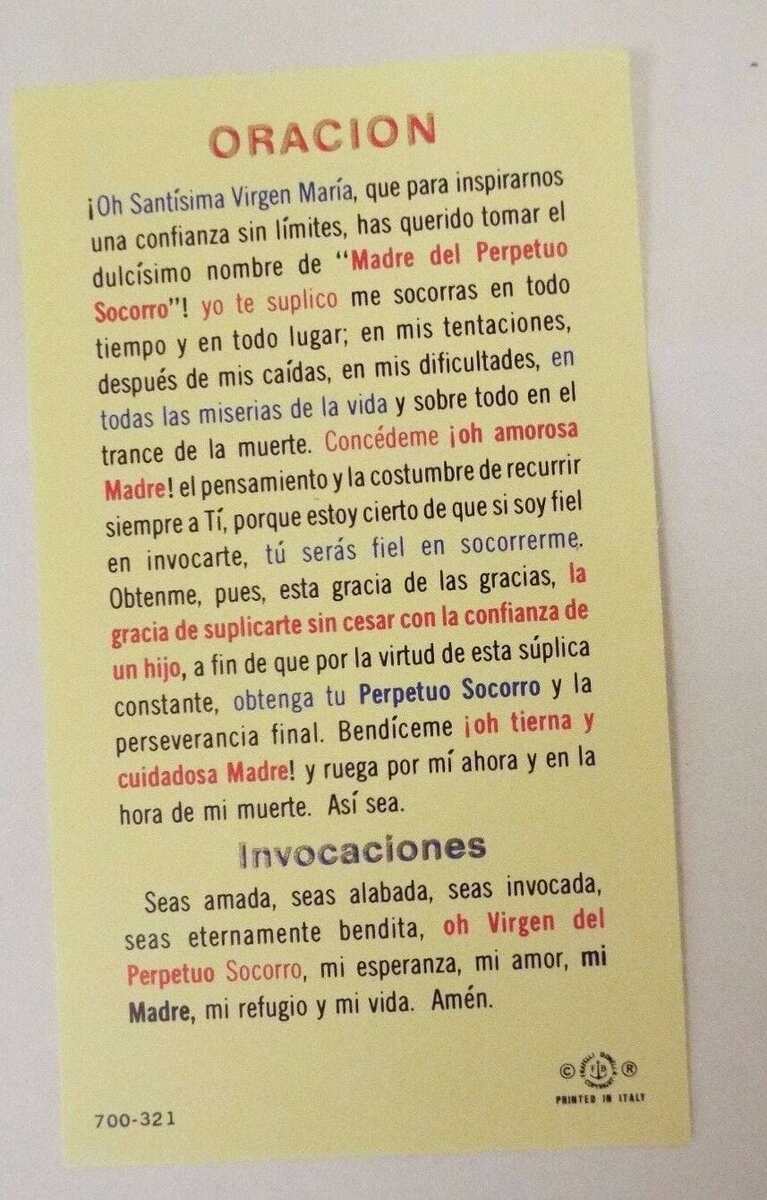 ORACION
¡Oh Santísima Virgen María, que para inspirarnos
una confianza sin límites, has querido tomar el
dulcísimo nombre de “Madre del Perpetuo
Socorro”! yo te suplico me socorras en todo
tiempo y en todo lugar; en mis tentaciones,
después de mis caídas, en mis dificultades, en
todas las miserias de la vida y sobre todo en el
trance de la muerte. Concédeme ¡oh amorosa
Madre! el pensamiento y la costumbre de recurrir
siempre a Tí, porque estoy cierto de que si soy fiel
en invocarte, tú serás fiel en socorrerme.
Obtenme, pues, esta gracia de las gracias, la
gracia de suplicarte sin cesar con la confianza de
un hijo, a fin de que por la virtud de esta súplica
constante, obtenga tu Perpetuo Socorro y la
perseverancia final. Bendíceme ¡oh tierna y
cuidadosa Madre! y ruega por mí ahora y en la
hora de mi muerte. Así sea.
Invocaciones
Seas amada, seas alabada, seas invocada,
seas eternamente bendita, oh Virgen del
Perpetuo Socorro, mi esperanza, mi amor, mi
Madre, mi refugio y mi vida. Amén.
© FRATELLI BONELLA COPYRIGHT FB ®
PRINTED IN ITALY
700-321